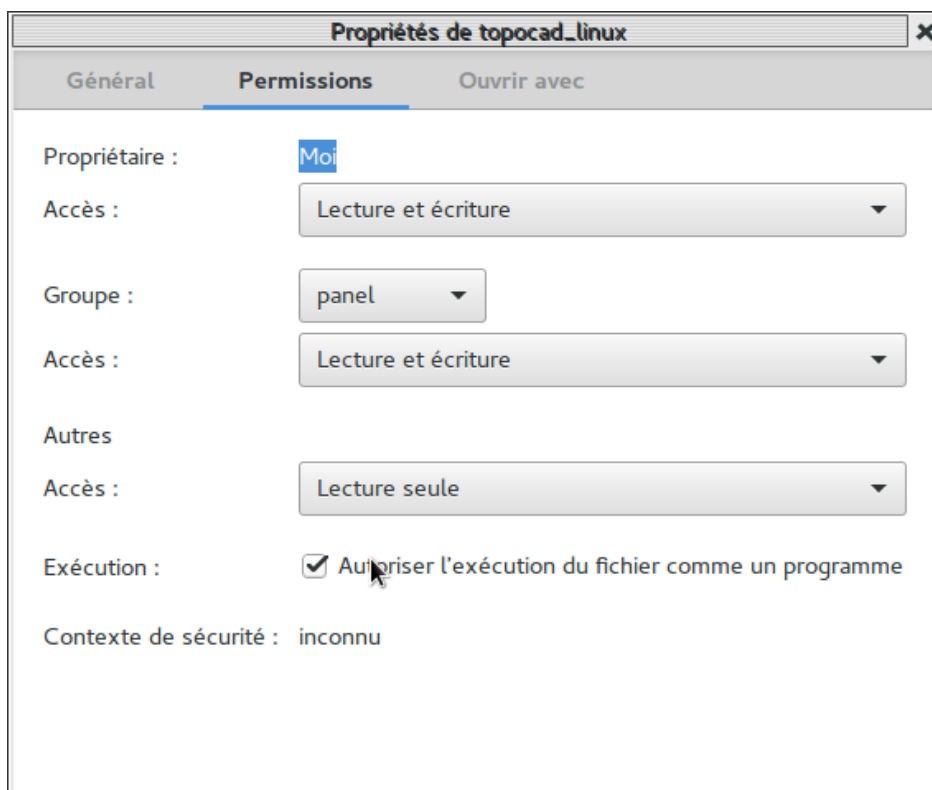 Propriétés de topocad_linux
Général Permissions Ouvrir avec
Propriétaire : Moi
Accès : Lecture et écriture
Groupe : panel
Accès : Lecture et écriture
Autres
Accès : Lecture seule
Exécution : Autoriser l'exécution du fichier comme un programme
Contexte de sécurité : inconnu